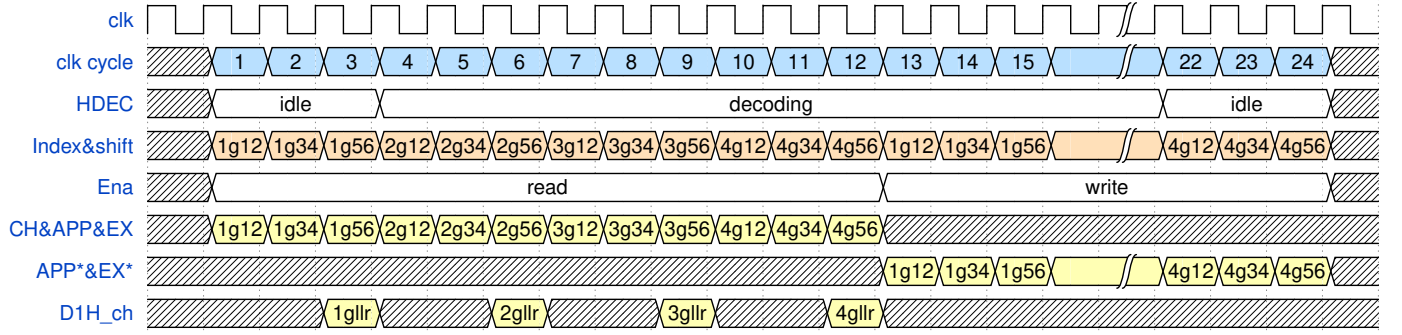 clk
clk cycle 1 2 3 4 5 6 7 8 9 10 11 12 13 14 15 22 23 24
HDEC idle decoding idle
Index&shift 1g12 1g34 1g56 2g12 2g34 2g56 3g12 3g34 3g56 4g12 4g34 4g56 1g12 1g34 1g56 4g12 4g34 4g56
Ena read write
CH&APP&EX 1g12 1g34 1g56 2g12 2g34 2g56 3g12 3g34 3g56 4g12 4g34 4g56
APP*&EX* 1g12 1g34 1g56 4g12 4g34 4g56
D1H_ch 1gllr 2gllr 3gllr 4gllr